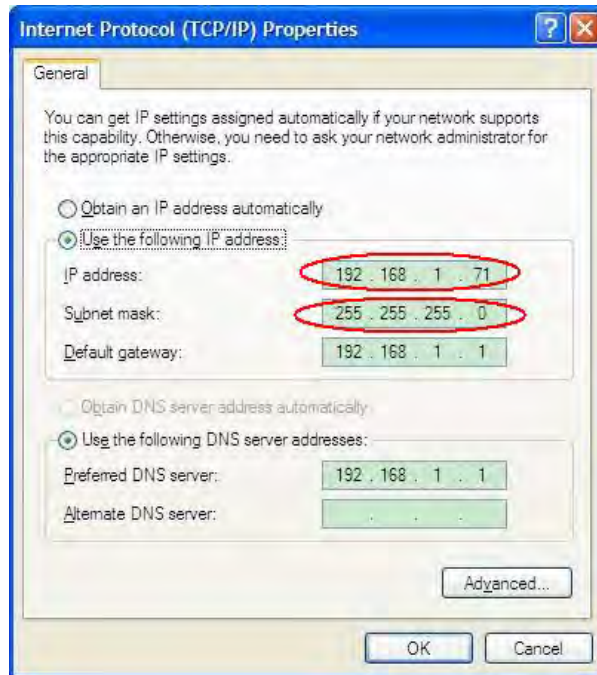 Internet Protocol (TCP/IP) Properties
General
You can get IP settings assigned automatically if your network supports
this capability. Otherwise, you need to ask your network administrator for
the appropriate IP settings.
Obtain an IP address automatically
Use the following IP address:
IP address: 192 . 168 . 1 . 71
Subnet mask: 255 . 255 . 255 . 0
Default gateway: 192 . 168 . 1 . 1
Obtain DNS server address automatically
Use the following DNS server addresses:
Preferred DNS server: 192 . 168 . 1 . 1
Alternate DNS server: . . .
Advanced...
OK Cancel